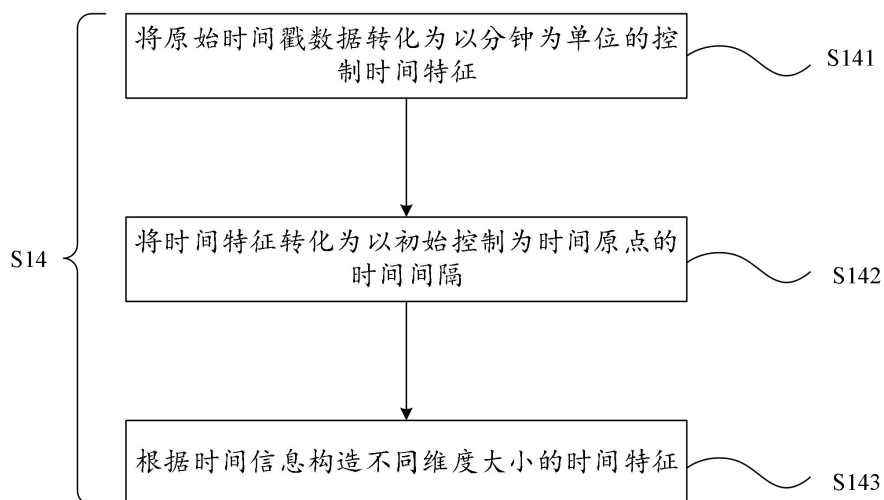 将原始时间戳数据转化为以分钟为单位的控
制时间特征
S141
S14
将时间特征转化为以初始控制为时间原点的
时间间隔
S142
根据时间信息构造不同维度大小的时间特征
S143